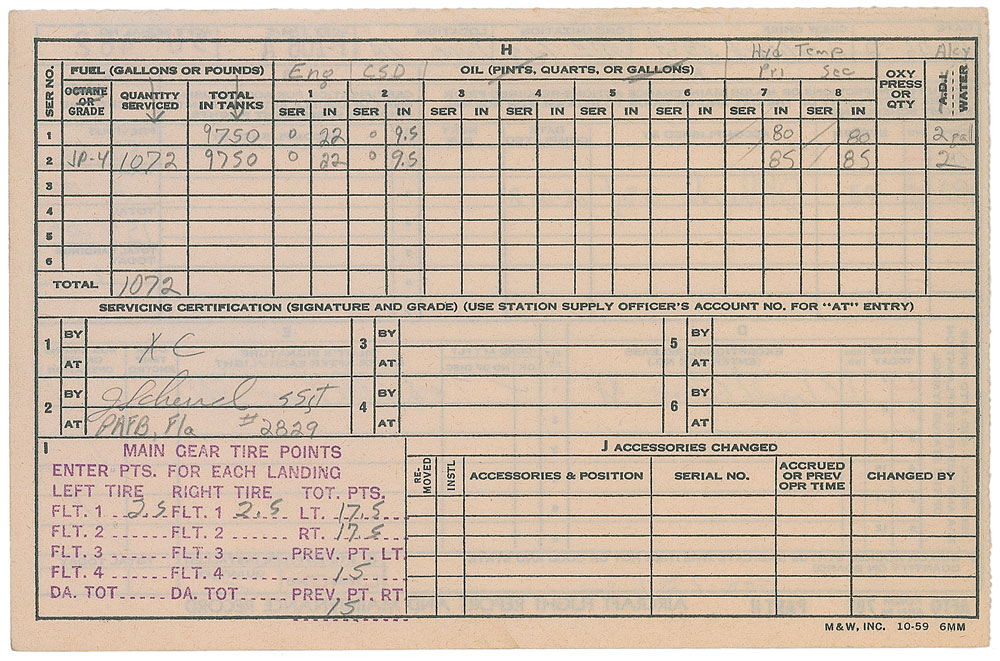 H Hyd Temp Alcy
SER NO. FUEL (GALLONS OR POUNDS) Eng CSD OIL (PINTS, QUARTS, OR GALLONS) Pri Sec OXY PRESS OR QTY A.D.I. WATER
OCTANE OR GRADE QUANTITY SERVICED TOTAL IN TANKS 1 2 3 4 5 6 7 8
SER IN SER IN SER IN SER IN SER IN SER IN SER IN SER IN
1 9750 0 22 0 9.5 80 80 2 gal
2 JP-4 1072 9750 0 22 0 9.5 85 85 2
3
4
5
6
TOTAL 1072
SERVICING CERTIFICATION (SIGNATURE AND GRADE) (USE STATION SUPPLY OFFICER'S ACCOUNT NO. FOR "AT" ENTRY)
1 BY XC 3 BY 5 BY
AT AT AT
2 BY SSgt 4 BY 6 BY
AT PAFB, Fla #2829 AT AT
I MAIN GEAR TIRE POINTS
ENTER PTS. FOR EACH LANDING
LEFT TIRE RIGHT TIRE TOT. PTS.
FLT. 1 2.5 FLT. 1 2.5 LT. 17.5
FLT. 2 FLT. 2 RT. 17.5
FLT. 3 FLT. 3 PREV. PT. LT
FLT. 4 FLT. 4 15
DA. TOT DA. TOT. PREV. PT. RT
15
J ACCESSORIES CHANGED
REMOVED INSTL ACCESSORIES & POSITION SERIAL NO. ACCRUED OR PREV OPR TIME CHANGED BY
M&W, INC. 10-59 6MM